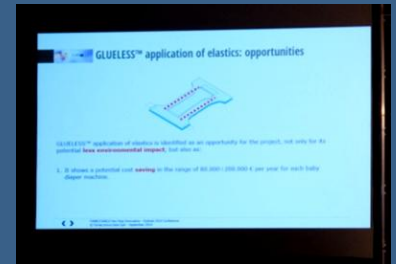 GLUELESS™ application of elastics: opportunities
GLUELESS™ application of elastics is identified as an opportunity for the project, not only for its
potential less environmental impact, but also as:
1. It shows a potential cost saving in the range of 80.000÷200.000 € per year for each baby
diaper machine.